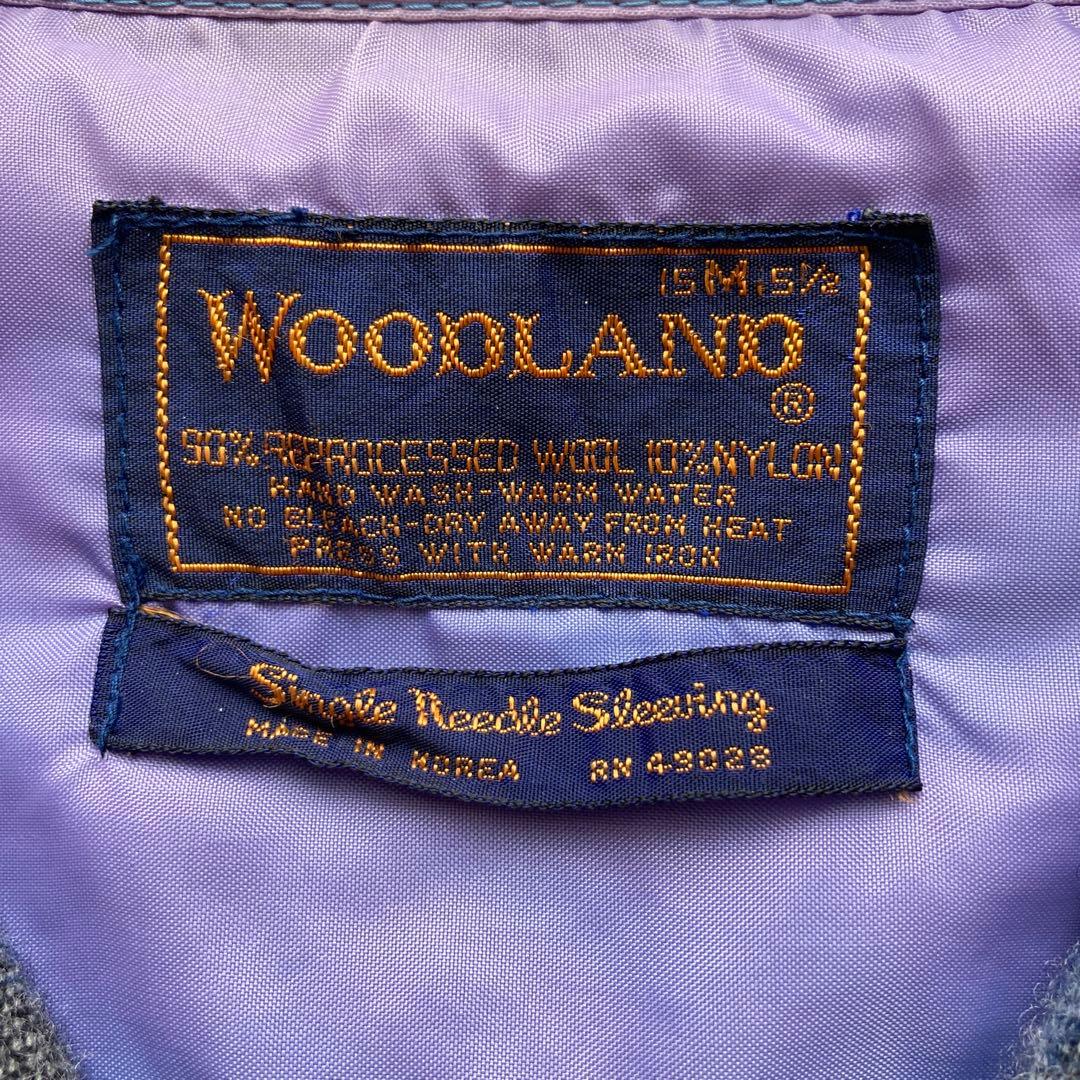 15 M. 5½
WOODLAND
®
90% REPROCESSED WOOL 10% NYLON
HAND WASH-WARM WATER
NO BLEACH-DRY AWAY FROM HEAT
PRESS WITH WARM IRON
Single Needle Sleeving
MADE IN KOREA RN 49028